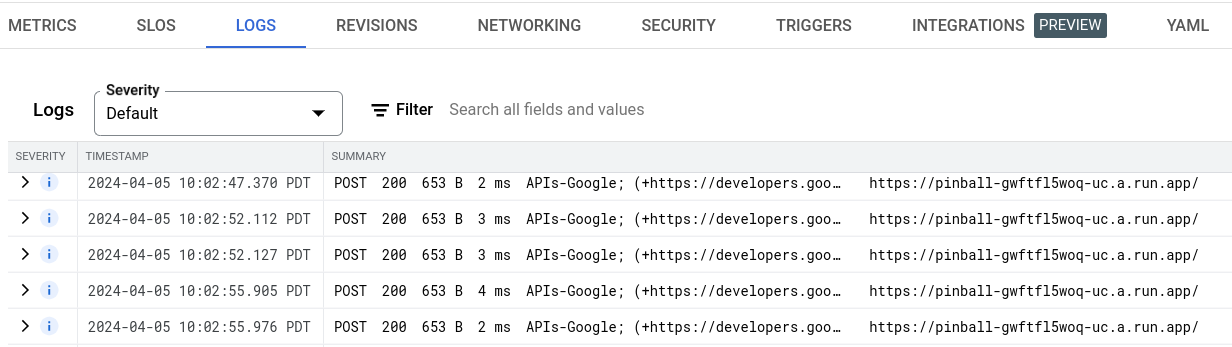 METRICS SLOS LOGS REVISIONS NETWORKING SECURITY TRIGGERS INTEGRATIONS PREVIEW YAML
Severity
Logs Default Filter Search all fields and values
SEVERITY TIMESTAMP SUMMARY
2024-04-05 10:02:47.370 PDT POST 200 653 B 2 ms APIs-Google; (+https://developers.goo… https://pinball-gwftfl5woq-uc.a.run.app/
2024-04-05 10:02:52.112 PDT POST 200 653 B 3 ms APIs-Google; (+https://developers.goo… https://pinball-gwftfl5woq-uc.a.run.app/
2024-04-05 10:02:52.127 PDT POST 200 653 B 3 ms APIs-Google; (+https://developers.goo… https://pinball-gwftfl5woq-uc.a.run.app/
2024-04-05 10:02:55.905 PDT POST 200 653 B 4 ms APIs-Google; (+https://developers.goo… https://pinball-gwftfl5woq-uc.a.run.app/
2024-04-05 10:02:55.976 PDT POST 200 653 B 2 ms APIs-Google; (+https://developers.goo… https://pinball-gwftfl5woq-uc.a.run.app/